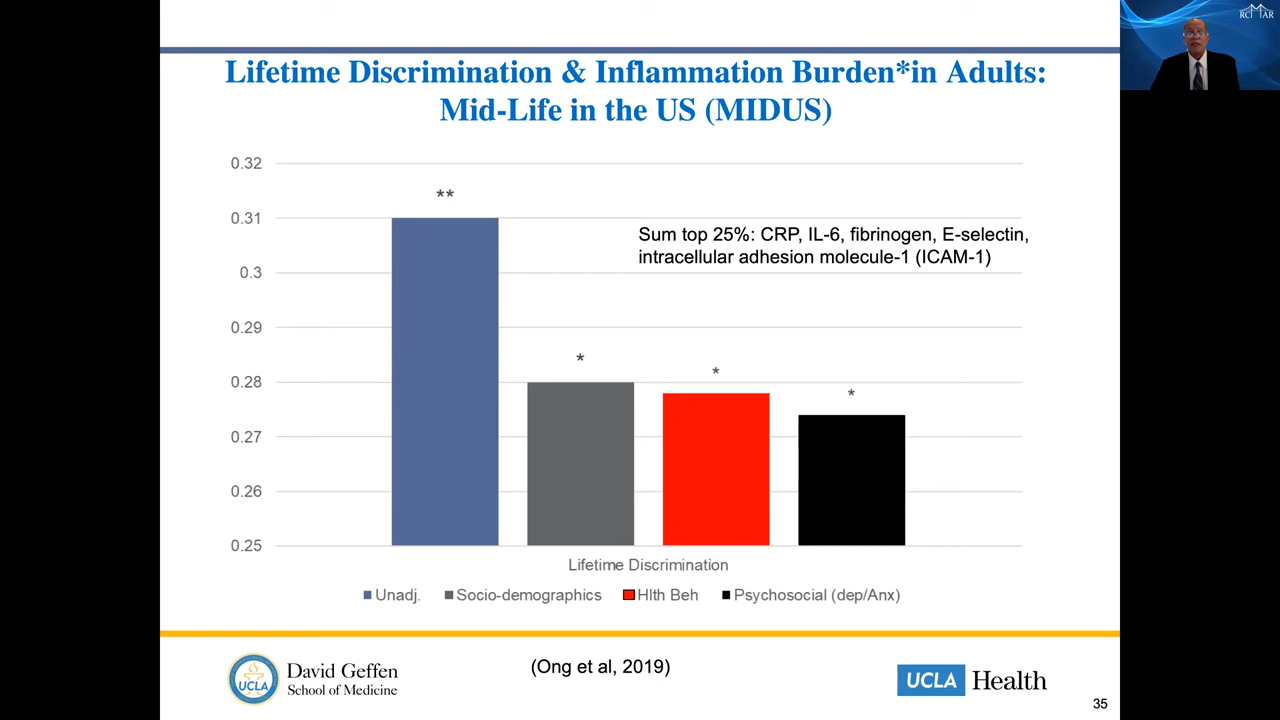 Lifetime Discrimination & Inflammation Burden*in Adults:
Mid-Life in the US (MIDUS)
0.32
0.31
0.3
0.29
0.28
0.27
0.26
0.25
**
*
*
*
Sum top 25%: CRP, IL-6, fibrinogen, E-selectin,
intracellular adhesion molecule-1 (ICAM-1)
Lifetime Discrimination
Unadj. Socio-demographics Hlth Beh Psychosocial (dep/Anx)
UCLA
David Geffen
School of Medicine
(Ong et al, 2019)
UCLA Health
35
RCMAR